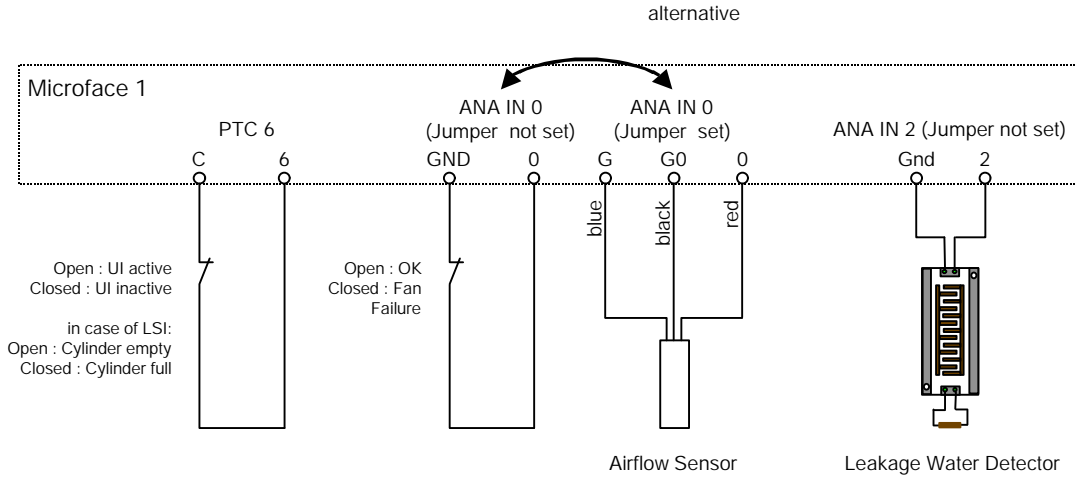 alternative
Microface 1
PTC 6
C 6
ANA IN 0
(Jumper not set)
GND 0
ANA IN 0
(Jumper set)
G G0 0
ANA IN 2 (Jumper not set)
Gnd 2
blue
black
red
Open : UI active
Closed : UI inactive
in case of LSI:
Open : Cylinder empty
Closed : Cylinder full
Open : OK
Closed : Fan
Failure
Airflow Sensor
Leakage Water Detector